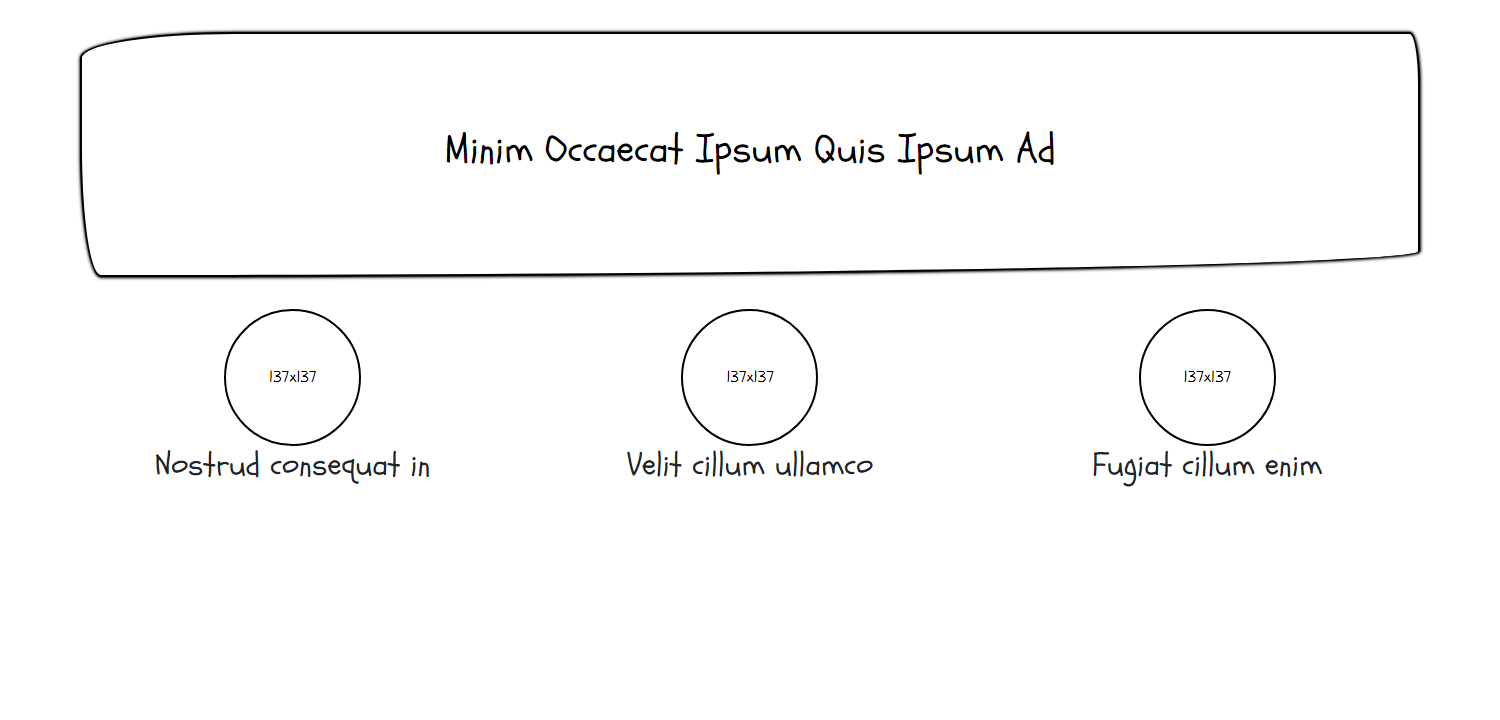 Minim Occaecat Ipsum Quis Ipsum Ad
137x137
137x137
137x137
Nostrud consequat in
Velit cillum ullamco
Fugiat cillum enim